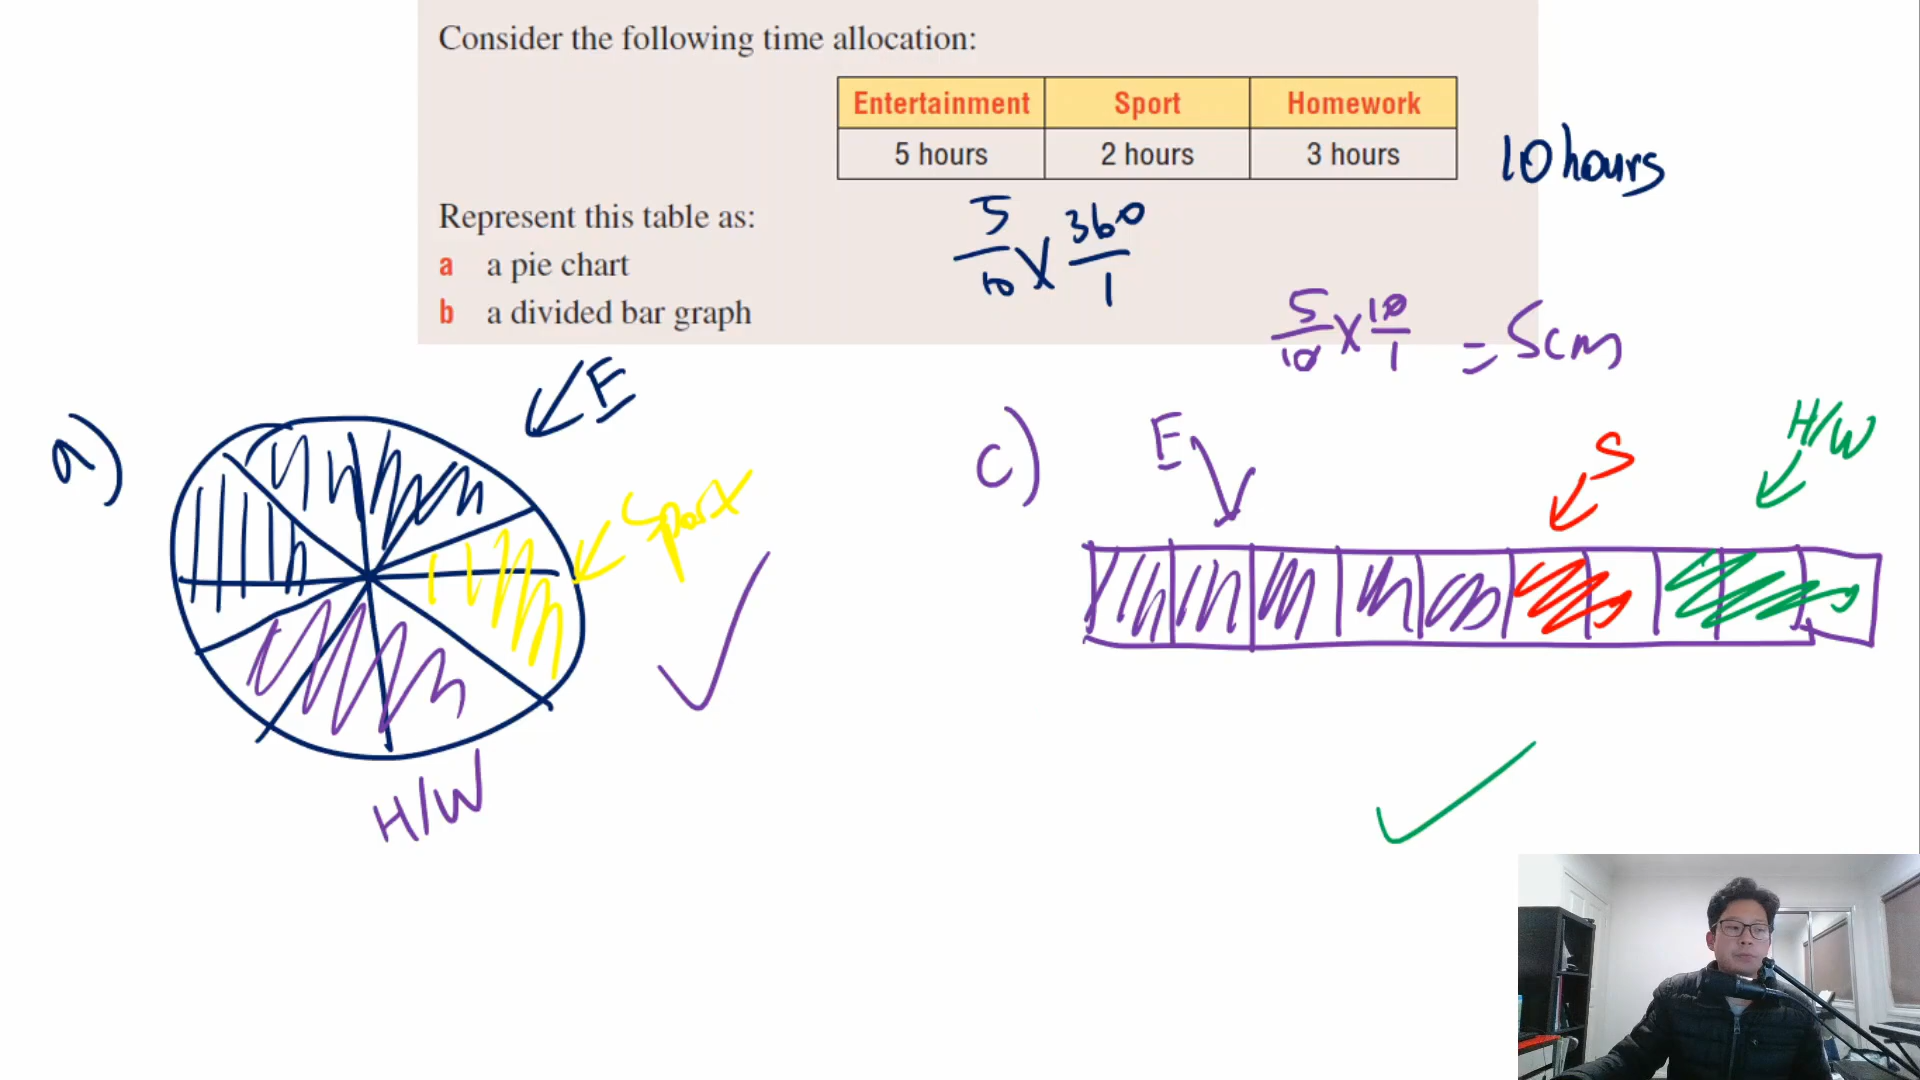 Consider the following time allocation:
Entertainment Sport Homework
5 hours 2 hours 3 hours
10 hours
Represent this table as:
a a pie chart
b a divided bar graph
5/10 × 360/1
5/10 × 10/1 = 5cm
a)
E
Sport
H/W
c)
E
S
H/W